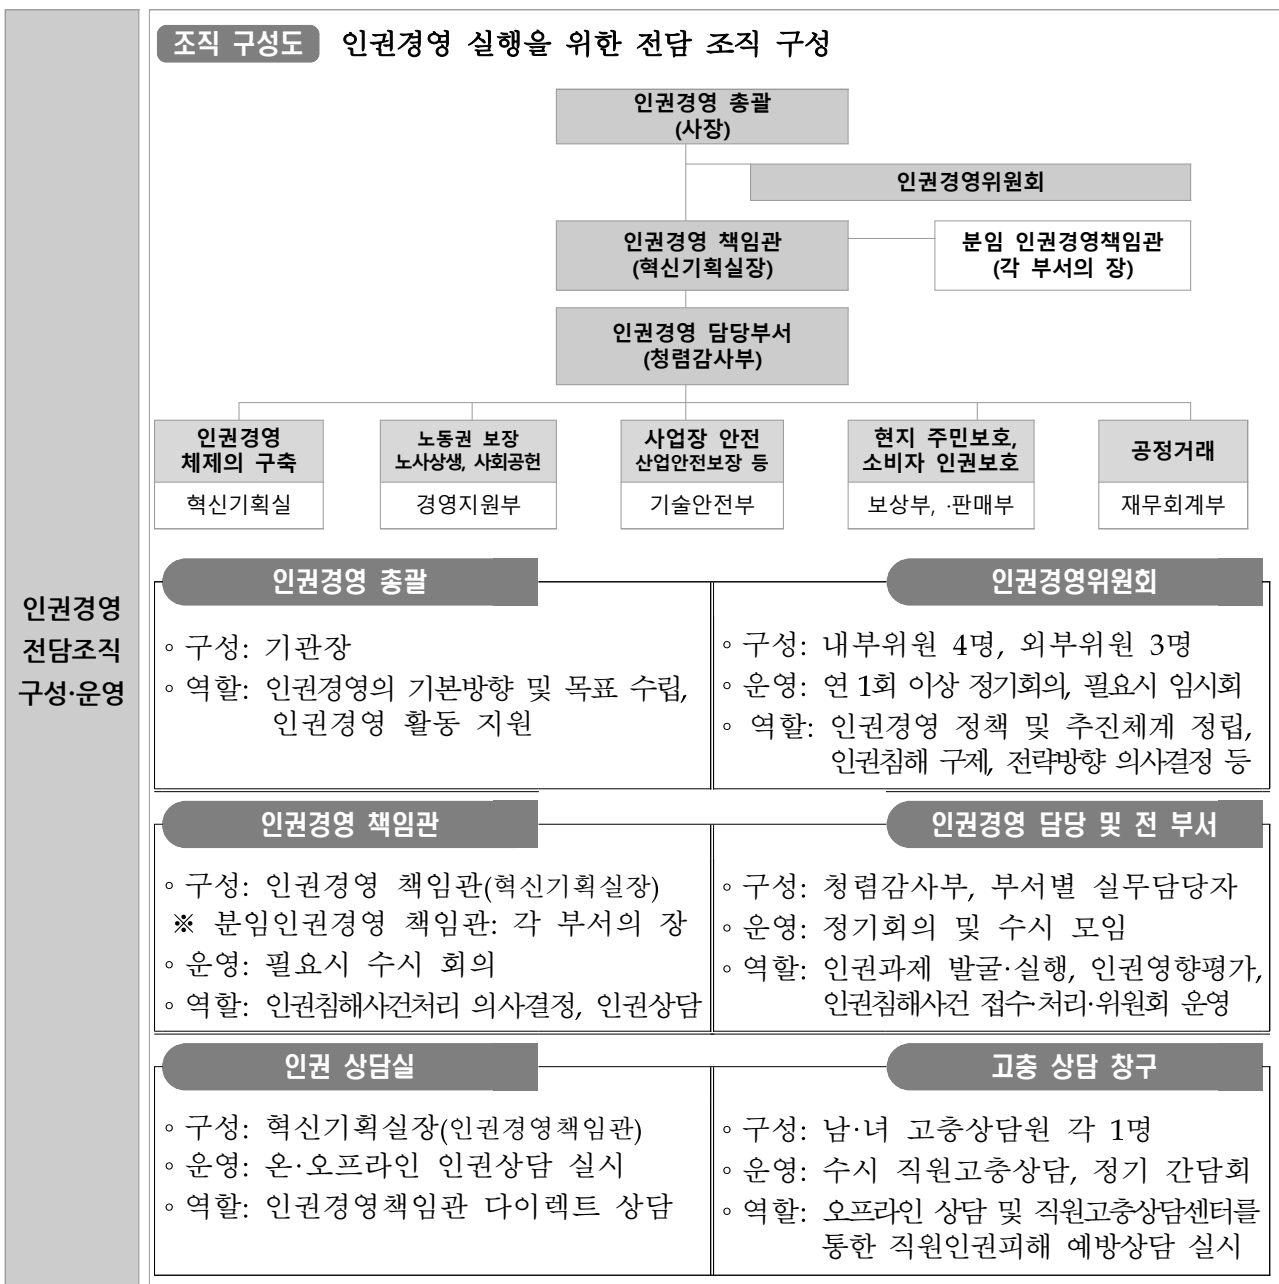 인권경영
전담조직
구성·운영
조직 구성도 인권경영 실행을 위한 전담 조직 구성
인권경영 총괄
(사장)
인권경영위원회
인권경영 책임관
(혁신기획실장)
분임 인권경영책임관
(각 부서의 장)
인권경영 담당부서
(청렴감사부)
인권경영
체제의 구축
혁신기획실
노동권 보장
노사상생, 사회공헌
경영지원부
사업장 안전
산업안전보장 등
기술안전부
현지 주민보호,
소비자 인권보호
보상부, ·판매부
공정거래
재무회계부
인권경영 총괄
◦ 구성: 기관장
◦ 역할: 인권경영의 기본방향 및 목표 수립,
인권경영 활동 지원
인권경영위원회
◦ 구성: 내부위원 4명, 외부위원 3명
◦ 운영: 연 1회 이상 정기회의, 필요시 임시회
◦ 역할: 인권경영 정책 및 추진체계 정립,
인권침해 구제, 전략방향 의사결정 등
인권경영 책임관
◦ 구성: 인권경영 책임관(혁신기획실장)
※ 분임인권경영 책임관: 각 부서의 장
◦ 운영: 필요시 수시 회의
◦ 역할: 인권침해사건처리 의사결정, 인권상담
인권경영 담당 및 전 부서
◦ 구성: 청렴감사부, 부서별 실무담당자
◦ 운영: 정기회의 및 수시 모임
◦ 역할: 인권과제 발굴·실행, 인권영향평가,
인권침해사건 접수·처리·위원회 운영
인권 상담실
◦ 구성: 혁신기획실장(인권경영책임관)
◦ 운영: 온·오프라인 인권상담 실시
◦ 역할: 인권경영책임관 다이렉트 상담
고충 상담 창구
◦ 구성: 남·녀 고충상담원 각 1명
◦ 운영: 수시 직원고충상담, 정기 간담회
◦ 역할: 오프라인 상담 및 직원고충상담센터를
통한 직원인권피해 예방상담 실시